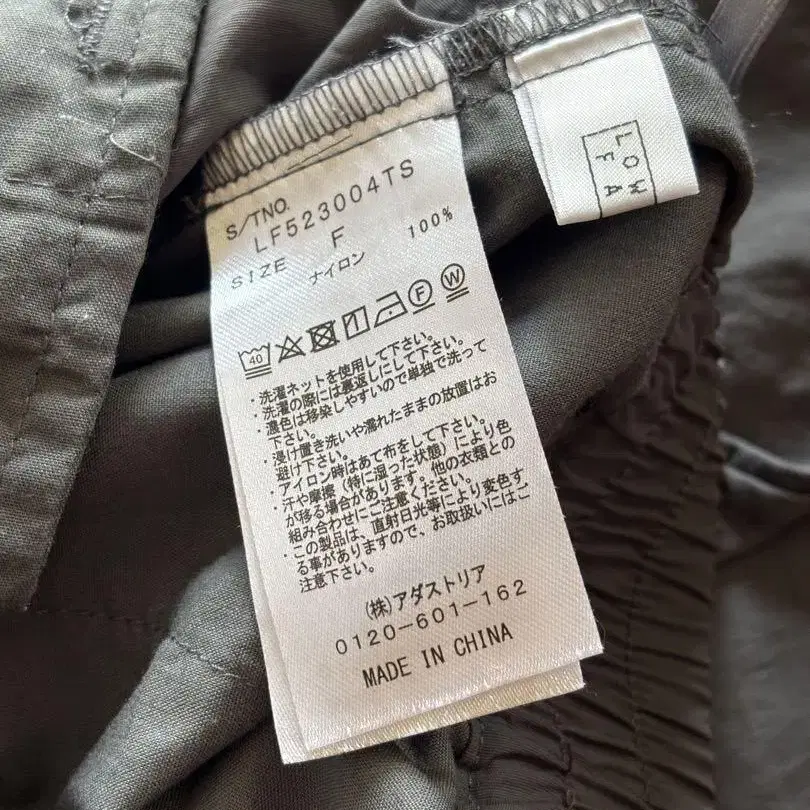 S/TNO.
LF523004TS
SIZE F
ナイロン 100%
40 F W
・洗濯ネットを使用して下さい。
・洗濯の際には裏返しにして下さい。
・濃色は移染しやすいので単独で洗って
下さい。
・浸け置き洗いや濡れたままの放置はお
避け下さい。
・アイロン時はあて布をして下さい。
・汗や摩擦（特に湿った状態）により色
が移る場合があります。他の衣類との
組み合わせにご注意ください。
・この製品は、直射日光等により変色す
る事がありますので、お取扱いにはご
注意下さい。
(株)アダストリア
0120-601-162
MADE IN CHINA
LOW
FA